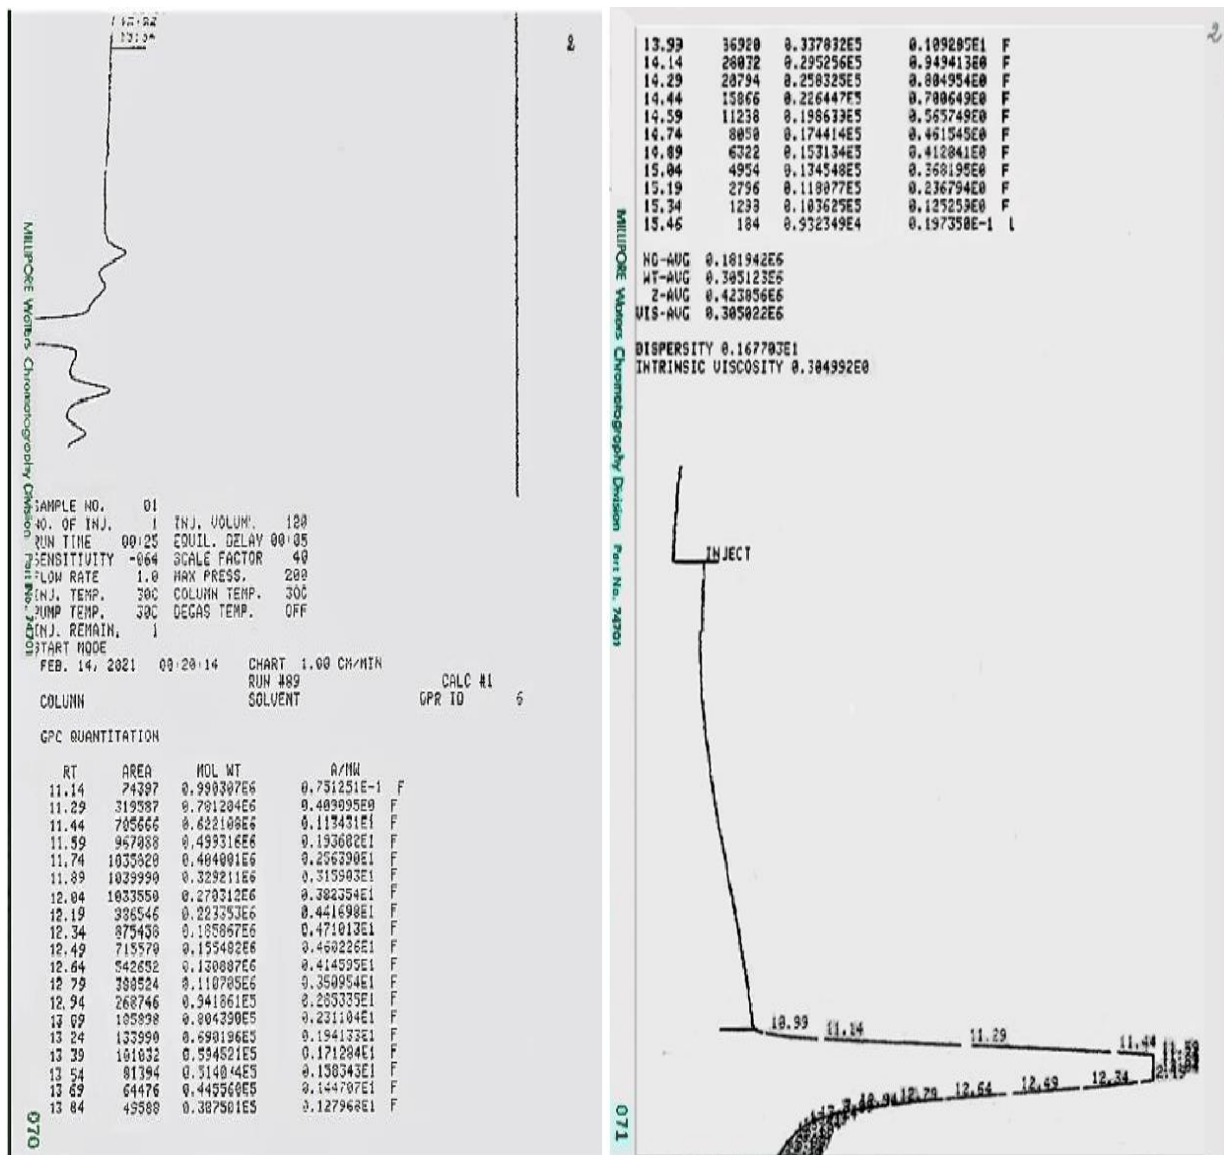 13.54
2
MILLIPORE Waters Chromatography Division Part No. 74701
SAMPLE NO. 01
NO. OF INJ. 1 INJ. VOLUM. 120
RUN TIME 00:25 EQUIL. DELAY 00:05
SENSITIVITY -064 SCALE FACTOR 40
FLOW RATE 1.0 MAX PRESS. 200
INJ. TEMP. 30C COLUMN TEMP. 30C
PUMP TEMP. 30C DEGAS TEMP. OFF
INJ. REMAIN. 1
START MODE
FEB. 14, 2021 00:20:14 CHART 1.00 CM/MIN
RUN #89 CALC #1
COLUMN SOLVENT OPR ID 6
GPC QUANTITATION
RT AREA MOL WT A/MW
11.14 74397 0.990307E6 0.751251E-1 F
11.29 319587 0.781204E6 0.409095E0 F
11.44 705666 0.622108E6 0.113431E1 F
11.59 967088 0.499316E6 0.193682E1 F
11.74 1035820 0.404001E6 0.256390E1 F
11.89 1039990 0.329211E6 0.315903E1 F
12.04 1033550 0.270312E6 0.382354E1 F
12.19 986546 0.223353E6 0.441698E1 F
12.34 875438 0.185867E6 0.471013E1 F
12.49 715570 0.155482E6 0.460226E1 F
12.64 542652 0.130887E6 0.414595E1 F
12.79 388524 0.110705E6 0.350954E1 F
12.94 268746 0.941861E5 0.285335E1 F
13.09 185898 0.804390E5 0.231104E1 F
13.24 133990 0.690196E5 0.194133E1 F
13.39 101832 0.594521E5 0.171284E1 F
13.54 81394 0.514044E5 0.158343E1 F
13.69 64476 0.445560E5 0.144707E1 F
13.84 49588 0.387501E5 0.127968E1 F
070
2
13.99 36920 0.337832E5 0.109285E1 F
14.14 28032 0.295256E5 0.949413E0 F
14.29 20794 0.258325E5 0.804954E0 F
14.44 15866 0.226447E5 0.700649E0 F
14.59 11238 0.198633E5 0.565749E0 F
14.74 8050 0.174414E5 0.461545E0 F
14.89 6322 0.153134E5 0.412841E0 F
15.04 4954 0.134548E5 0.368195E0 F
15.19 2796 0.118077E5 0.236794E0 F
15.34 1298 0.103625E5 0.125259E0 F
15.46 184 0.932349E4 0.197350E-1 L
NO-AVG 0.181942E6
WT-AVG 0.305123E6
Z-AVG 0.423856E6
VIS-AVG 0.305022E6
DISPERSITY 0.167703E1
INTRINSIC VISCOSITY 0.304992E0
MILLIPORE Waters Chromatography Division Part No. 74701
INJECT
10.99
11.14
11.29
11.44
12.34
12.49
12.64
12.79
071